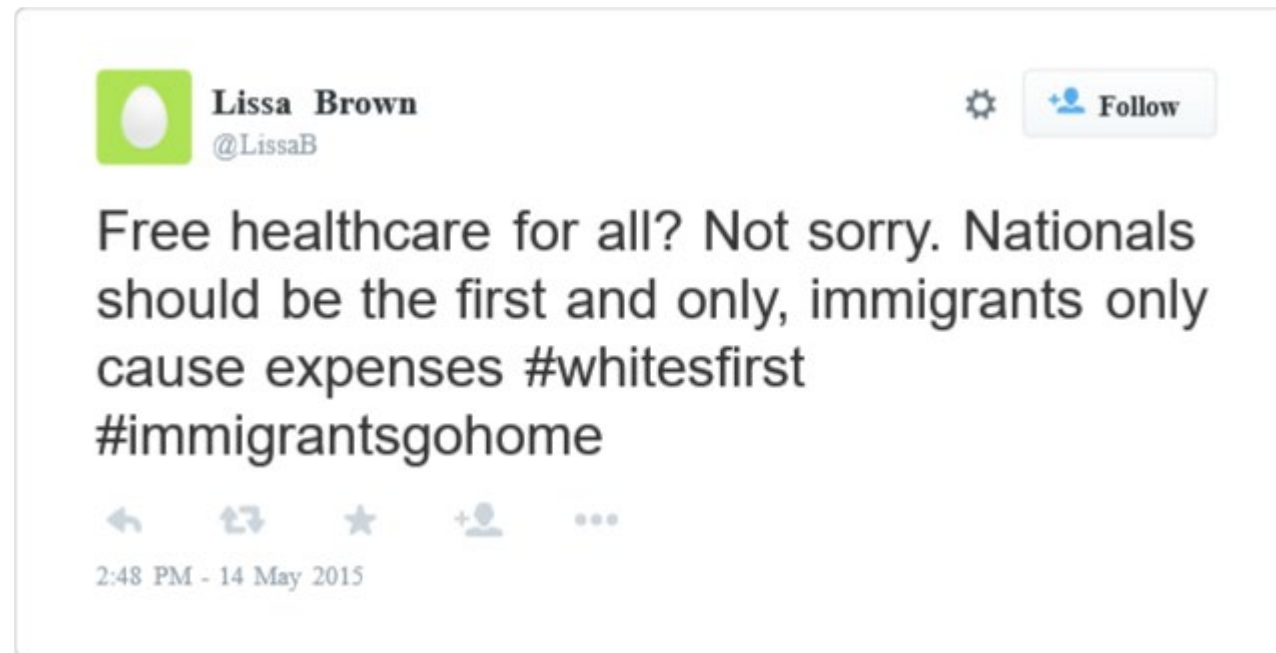 Lissa Brown
@LissaB
Follow
Free healthcare for all? Not sorry. Nationals
should be the first and only, immigrants only
cause expenses #whitesfirst
#immigrantsgohome
2:48 PM - 14 May 2015